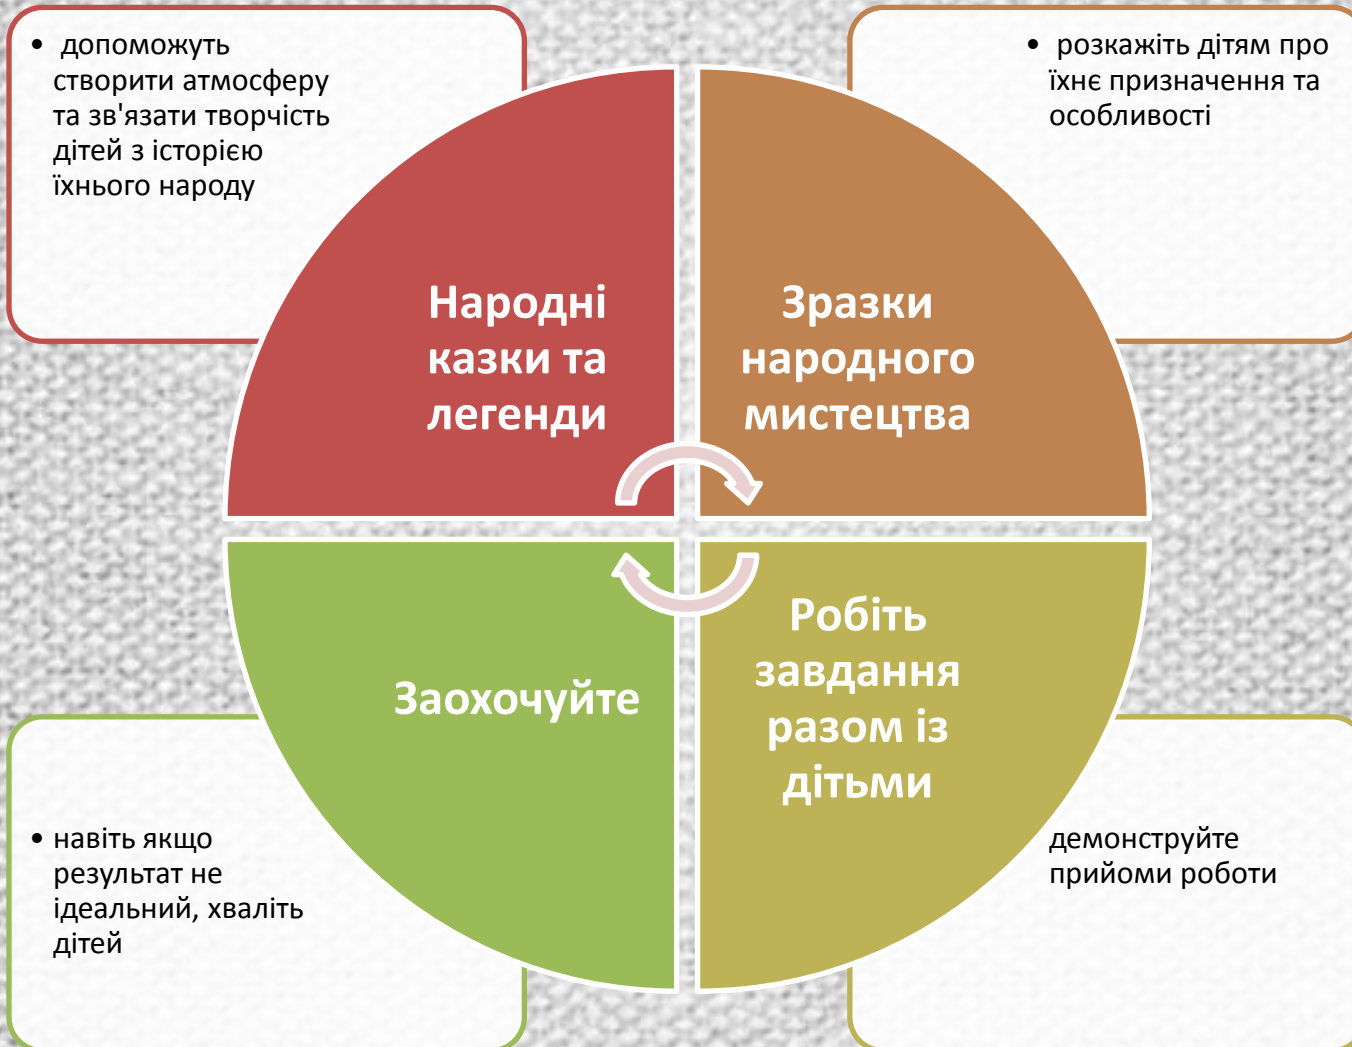 • допоможуть
створити атмосферу
та зв'язати творчість
дітей з історією
їхнього народу
• розкажіть дітям про
їхнє призначення та
особливості
Народні
казки та
легенди
Зразки
народного
мистецтва
Заохочуйте
Робіть
завдання
разом із
дітьми
• навіть якщо
результат не
ідеальний, хваліть
дітей
демонструйте
прийоми роботи